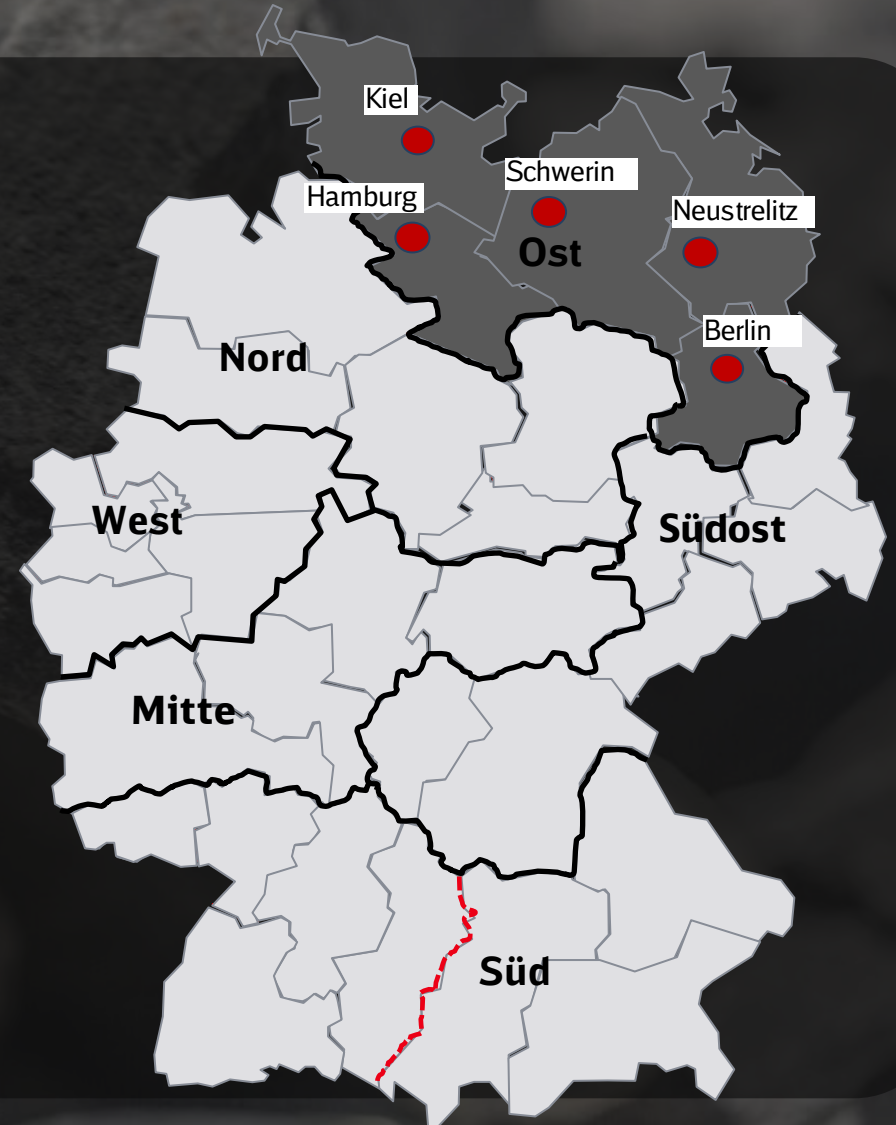 Kiel
Schwerin
Hamburg
Neustrelitz
Ost
Berlin
Nord
West
Südost
Mitte
Süd